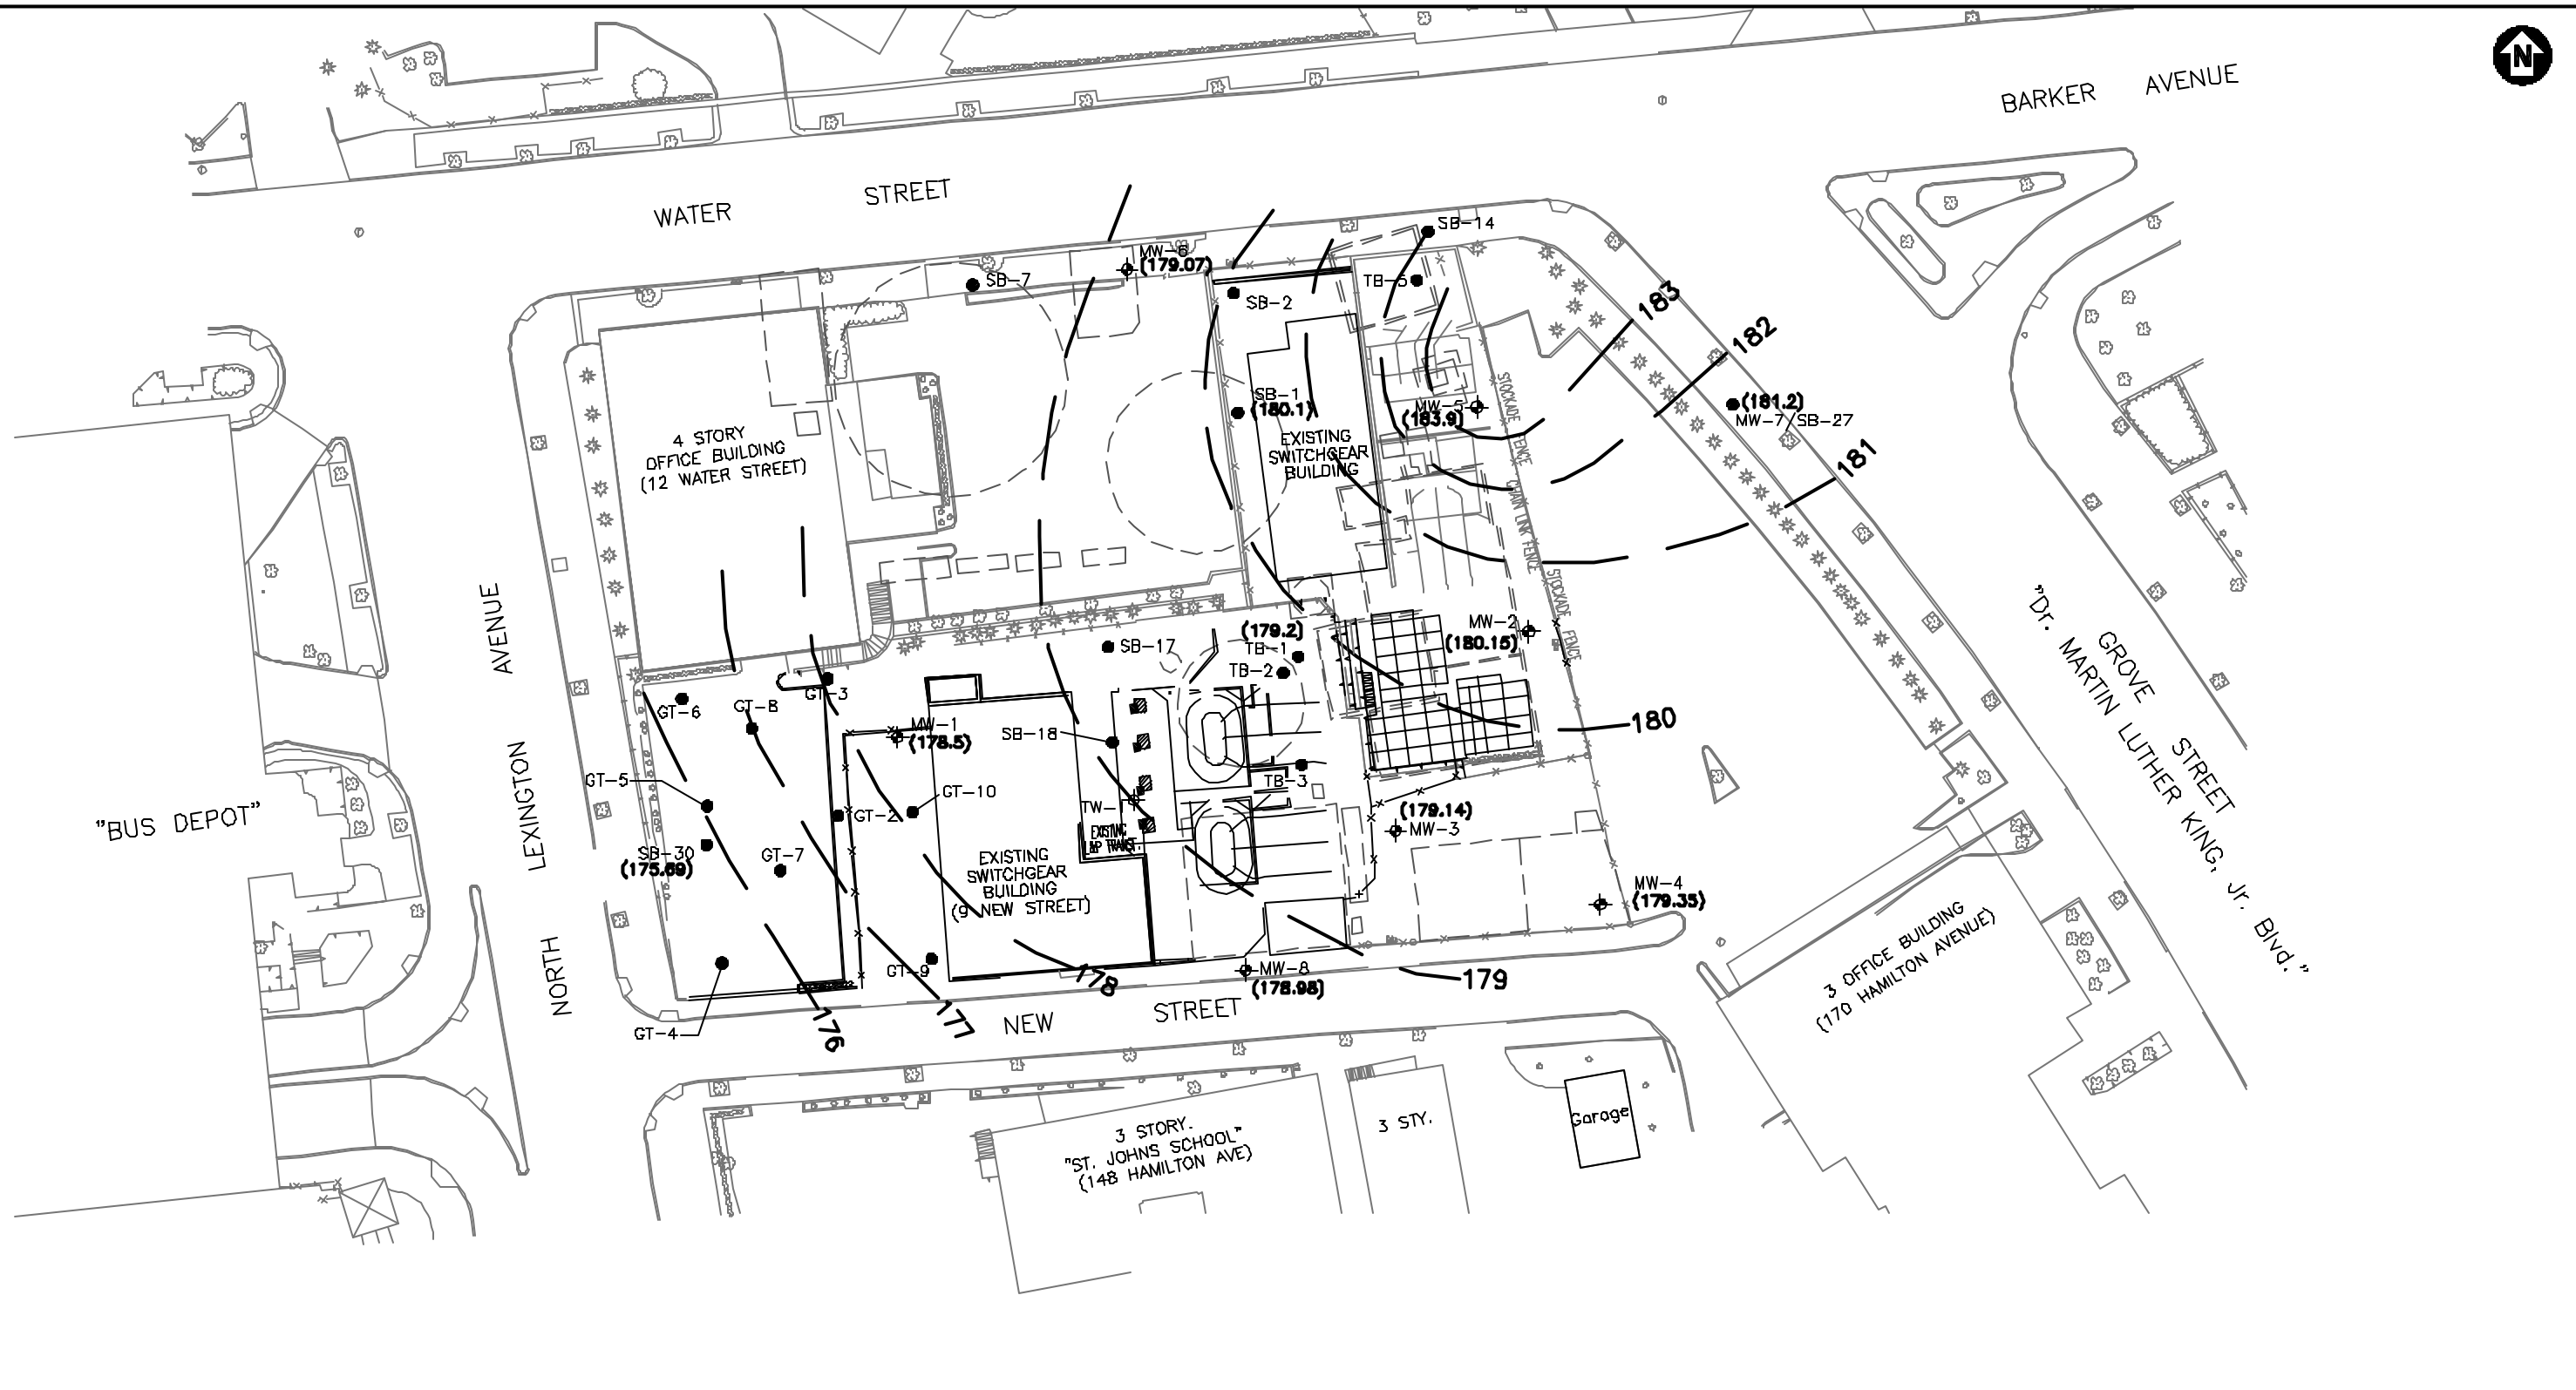 N
BARKER AVENUE
WATER STREET
SB-14
MW-6
(179.07)
SB-7
TB-5
SB-2
183
182
SB-1
(180.1)
MW-5
(183.9)
(181.2)
MW-7/SB-27
STOCKADE FENCE
CHAIN LINK FENCE
STOCKADE FENCE
4 STORY
OFFICE BUILDING
(12 WATER STREET)
EXISTING
SWITCHGEAR
BUILDING
181
NORTH LEXINGTON AVENUE
(179.2)
TB-1
TB-2
SB-17
MW-2
(180.15)
GROVE STREET
"Dr. MARTIN LUTHER KING, Jr. Blvd."
GT-6
GT-8
GT-3
MW-1
(178.5)
SB-18
180
GT-5
GT-10
TB-3
TW-1
GT-2
(179.14)
MW-3
"BUS DEPOT"
EXISTING
L&P TRANST.
SB-30
(175.69)
GT-7
EXISTING
SWITCHGEAR
BUILDING
(9 NEW STREET)
MW-4
(179.35)
GT-9
MW-8
(178.98)
178
179
3 OFFICE BUILDING
(170 HAMILTON AVENUE)
GT-4
176
177
NEW STREET
3 STORY.
"ST. JOHNS SCHOOL"
(148 HAMILTON AVE)
3 STY.
Garage